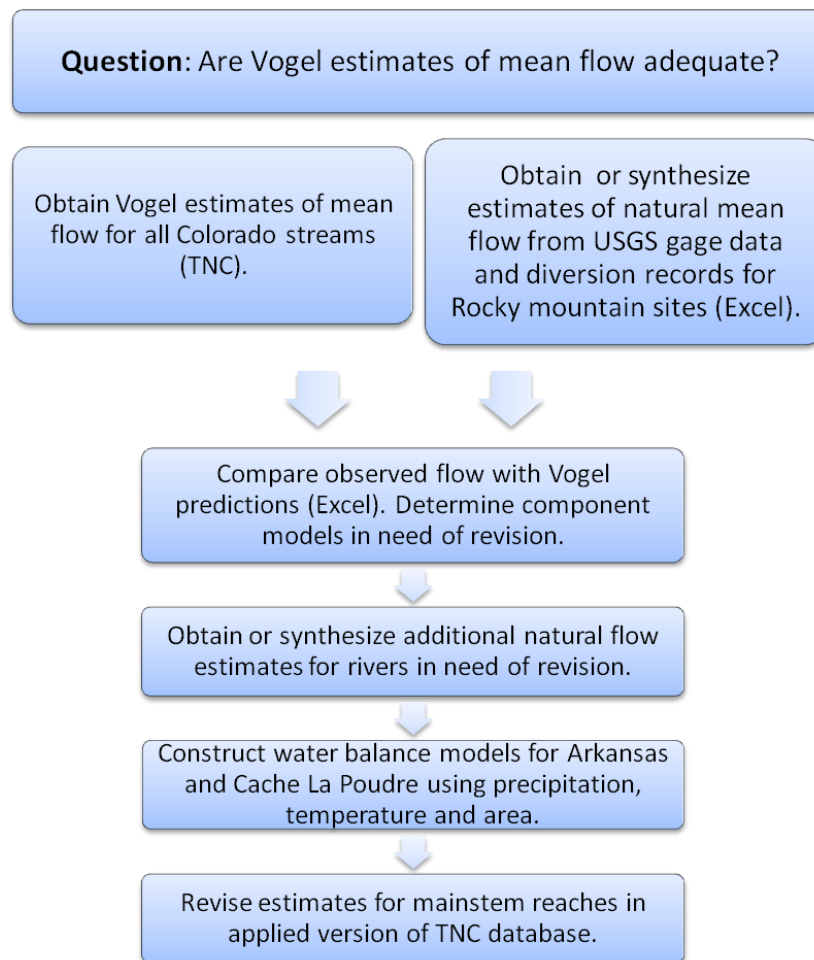 Question: Are Vogel estimates of mean flow adequate?
Obtain Vogel estimates of mean
flow for all Colorado streams
(TNC).
Obtain or synthesize
estimates of natural mean
flow from USGS gage data
and diversion records for
Rocky mountain sites (Excel).
Compare observed flow with Vogel
predictions (Excel). Determine component
models in need of revision.
Obtain or synthesize additional natural flow
estimates for rivers in need of revision.
Construct water balance models for Arkansas
and Cache La Poudre using precipitation,
temperature and area.
Revise estimates for mainstem reaches in
applied version of TNC database.